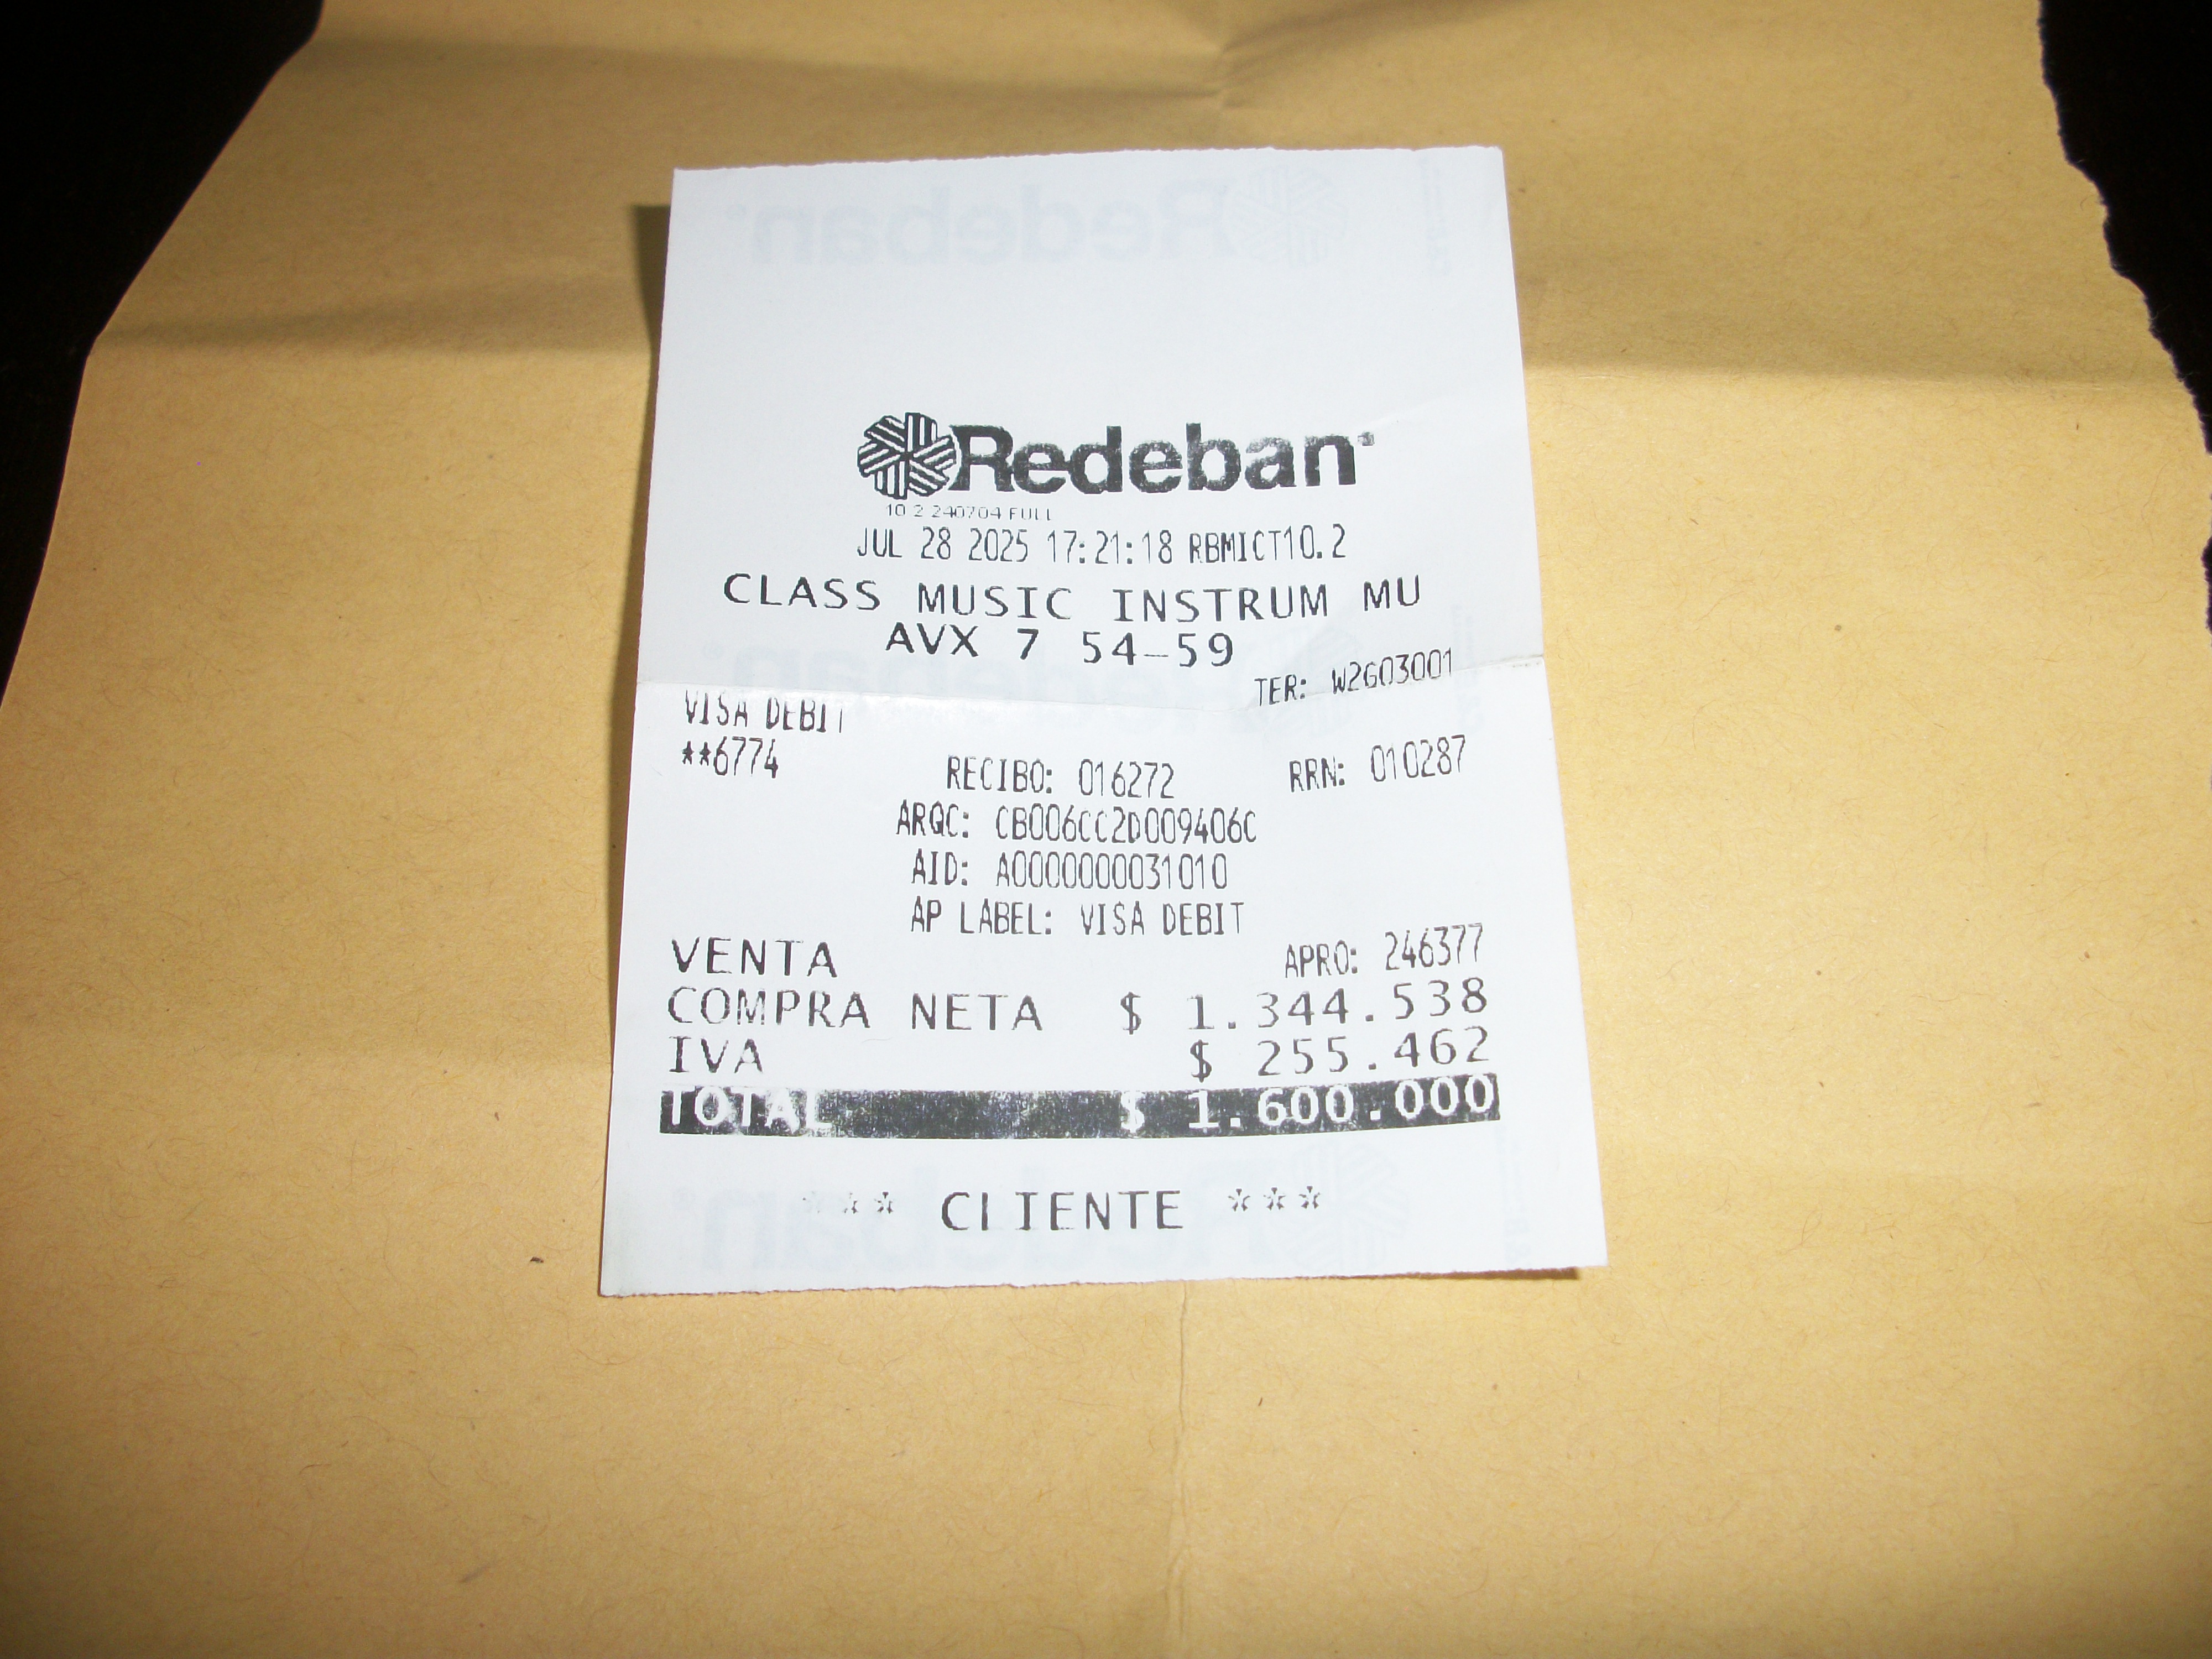 Redeban
10.2 240704 FULL
JUL 28 2025 17:21:18 RBMICT10.2
CLASS MUSIC INSTRUM MU
AVX 7 54-59
TER: W2G03001
VISA DEBIT
**6774
RECIBO: 016272 RRN: 010287
ARQC: CB006CC2D009406C
AID: A0000000031010
AP LABEL: VISA DEBIT
VENTA APRO: 246377
COMPRA NETA $ 1.344.538
IVA $ 255.462
TOTAL $ 1.600.000
*** CLIENTE ***